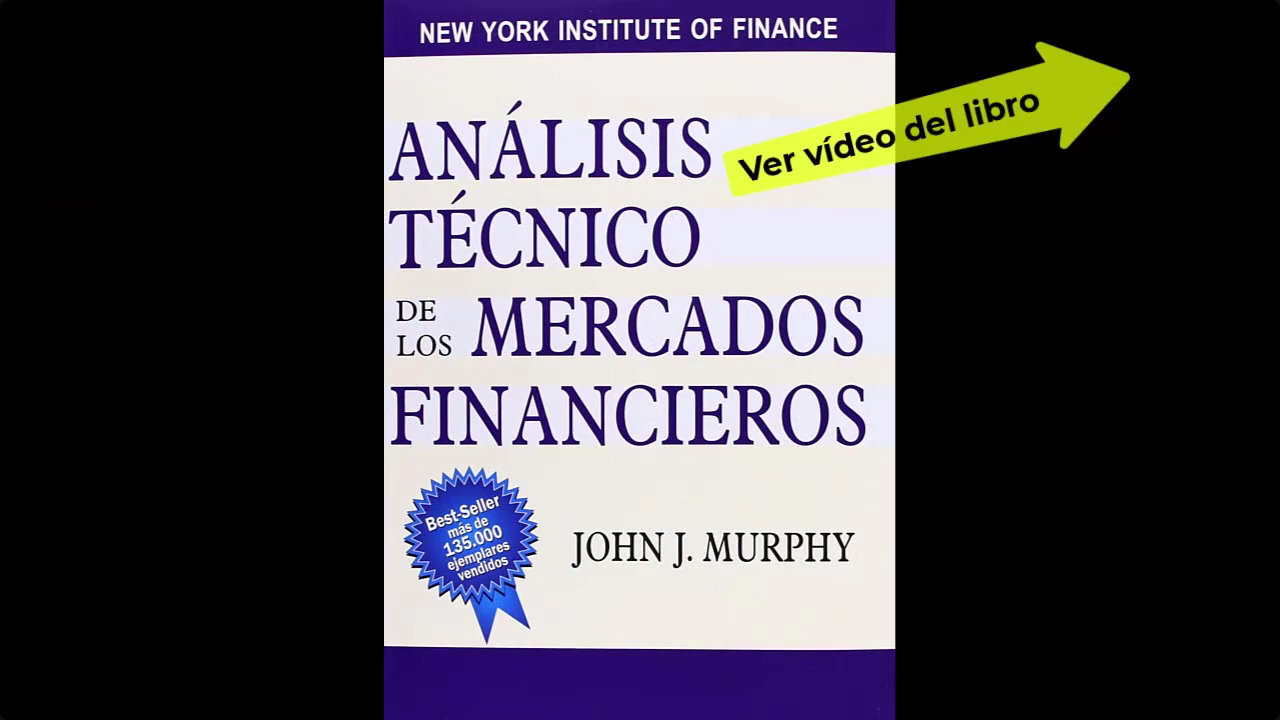 NEW YORK INSTITUTE OF FINANCE
Ver vídeo del libro
ANÁLISIS
TÉCNICO
DE
LOS MERCADOS
FINANCIEROS
Best-Seller
más de
135.000
ejemplares
vendidos
JOHN J. MURPHY